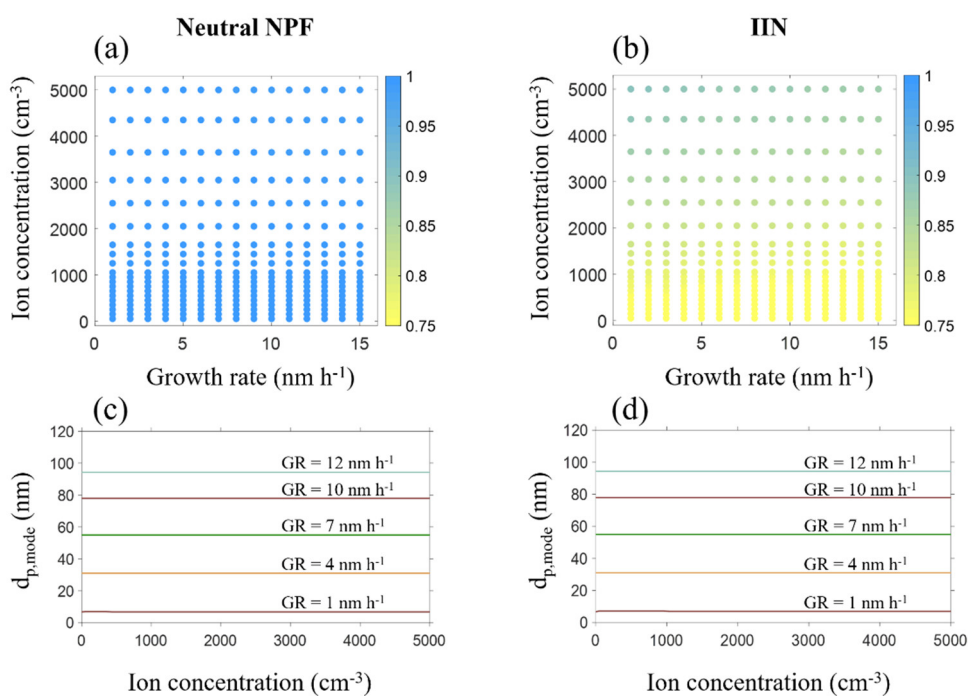 Neutral NPF
IIN
(a)
(b)
Ion concentration (cm-3)
5000
4000
3000
2000
1000
0
0
5
10
15
Growth rate (nm h-1)
1
0.95
0.9
0.85
0.8
0.75
Ion concentration (cm-3)
5000
4000
3000
2000
1000
0
0
5
10
15
Growth rate (nm h-1)
1
0.95
0.9
0.85
0.8
0.75
(c)
(d)
dp,mode (nm)
120
100
80
60
40
20
0
GR = 12 nm h-1
GR = 10 nm h-1
GR = 7 nm h-1
GR = 4 nm h-1
GR = 1 nm h-1
0
1000
2000
3000
4000
5000
Ion concentration (cm-3)
dp,mode (nm)
120
100
80
60
40
20
0
GR = 12 nm h-1
GR = 10 nm h-1
GR = 7 nm h-1
GR = 4 nm h-1
GR = 1 nm h-1
0
1000
2000
3000
4000
5000
Ion concentration (cm-3)